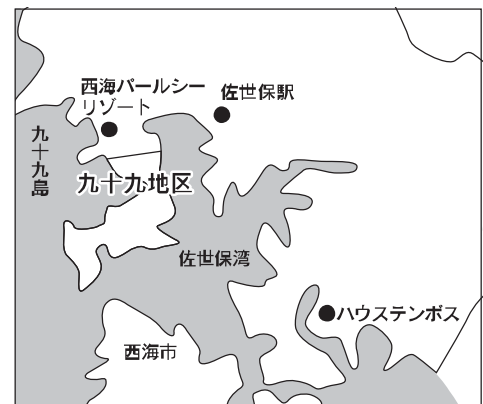 西海パールシー
リゾート
佐世保駅
九十九島
九十九地区
佐世保湾
ハウステンボス
西海市